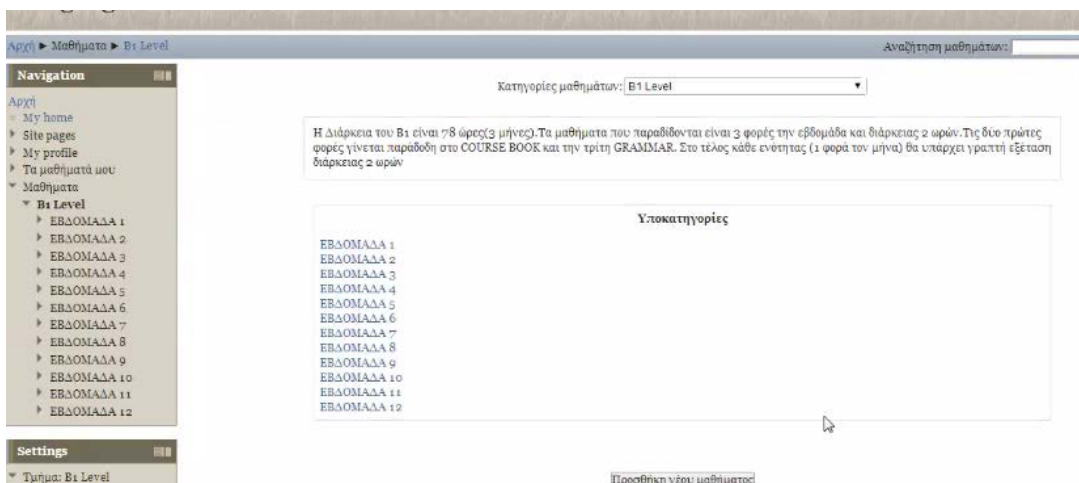 Αρχή ► Μαθήματα ► B1 Level
Αναζήτηση μαθημάτων:
Navigation
Αρχή
My home
Site pages
My profile
Τα μαθήματά μου
Μαθήματα
B1 Level
ΕΒΔΟΜΑΔΑ 1
ΕΒΔΟΜΑΔΑ 2
ΕΒΔΟΜΑΔΑ 3
ΕΒΔΟΜΑΔΑ 4
ΕΒΔΟΜΑΔΑ 5
ΕΒΔΟΜΑΔΑ 6
ΕΒΔΟΜΑΔΑ 7
ΕΒΔΟΜΑΔΑ 8
ΕΒΔΟΜΑΔΑ 9
ΕΒΔΟΜΑΔΑ 10
ΕΒΔΟΜΑΔΑ 11
ΕΒΔΟΜΑΔΑ 12
Settings
Τμήμα: B1 Level
Κατηγορίες μαθημάτων: B1 Level
Η Διάρκεια του B1 είναι 78 ώρες(3 μήνες).Τα μαθήματα που παραδίδονται είναι 3 φορές την εβδομάδα και διάρκειας 2 ωρών.Τις δύο πρώτες
φορές γίνεται παράδοδη στο COURSE BOOK και την τρίτη GRAMMAR. Στο τέλος κάθε ενότητας (1 φορά τον μήνα) θα υπάρχει γραπτή εξέταση
διάρκειας 2 ωρών
Υποκατηγορίες
ΕΒΔΟΜΑΔΑ 1
ΕΒΔΟΜΑΔΑ 2
ΕΒΔΟΜΑΔΑ 3
ΕΒΔΟΜΑΔΑ 4
ΕΒΔΟΜΑΔΑ 5
ΕΒΔΟΜΑΔΑ 6
ΕΒΔΟΜΑΔΑ 7
ΕΒΔΟΜΑΔΑ 8
ΕΒΔΟΜΑΔΑ 9
ΕΒΔΟΜΑΔΑ 10
ΕΒΔΟΜΑΔΑ 11
ΕΒΔΟΜΑΔΑ 12
Προσθήκη νέου μαθήματος